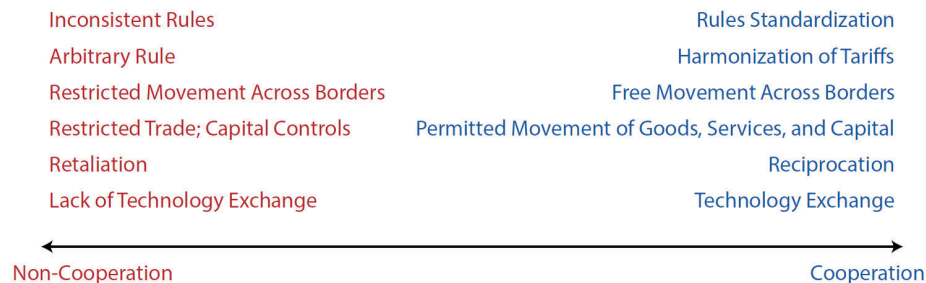 Inconsistent Rules Rules Standardization
Arbitrary Rule Harmonization of Tariffs
Restricted Movement Across Borders Free Movement Across Borders
Restricted Trade; Capital Controls Permitted Movement of Goods, Services, and Capital
Retaliation Reciprocation
Lack of Technology Exchange Technology Exchange
Non-Cooperation Cooperation